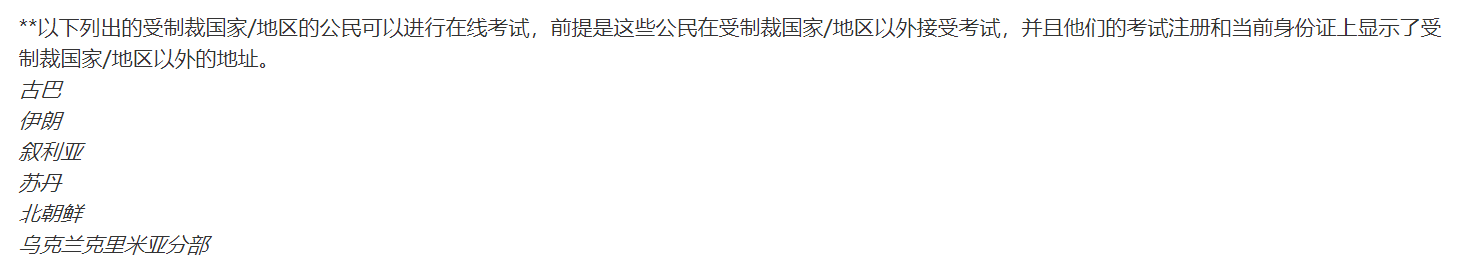 **以下列出的受制裁国家/地区的公民可以进行在线考试，前提是这些公民在受制裁国家/地区以外接受考试，并且他们的考试注册和当前身份证上显示了受
制裁国家/地区以外的地址。
古巴
伊朗
叙利亚
苏丹
北朝鲜
乌克兰克里米亚分部